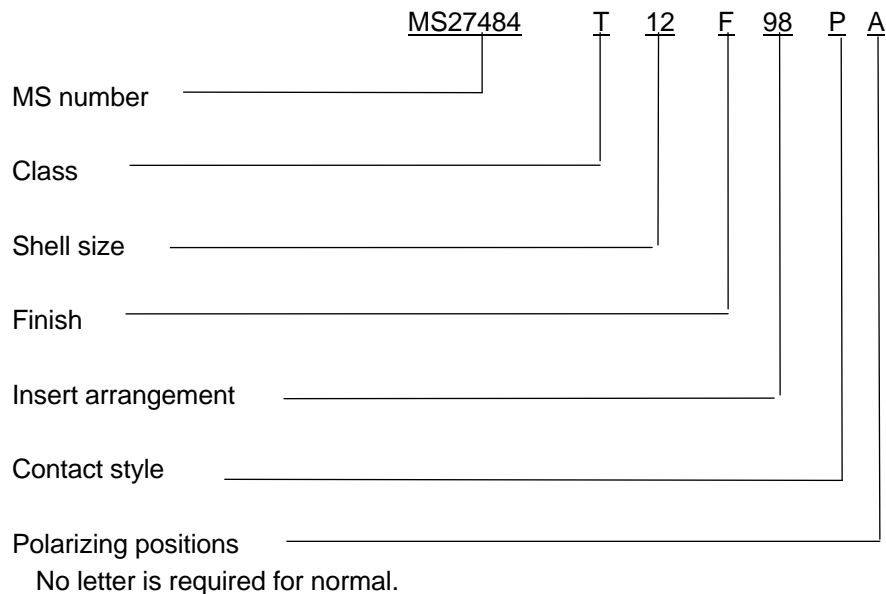 MS27484 T 12 F 98 P A
MS number
Class
Shell size
Finish
Insert arrangement
Contact style
Polarizing positions
No letter is required for normal.